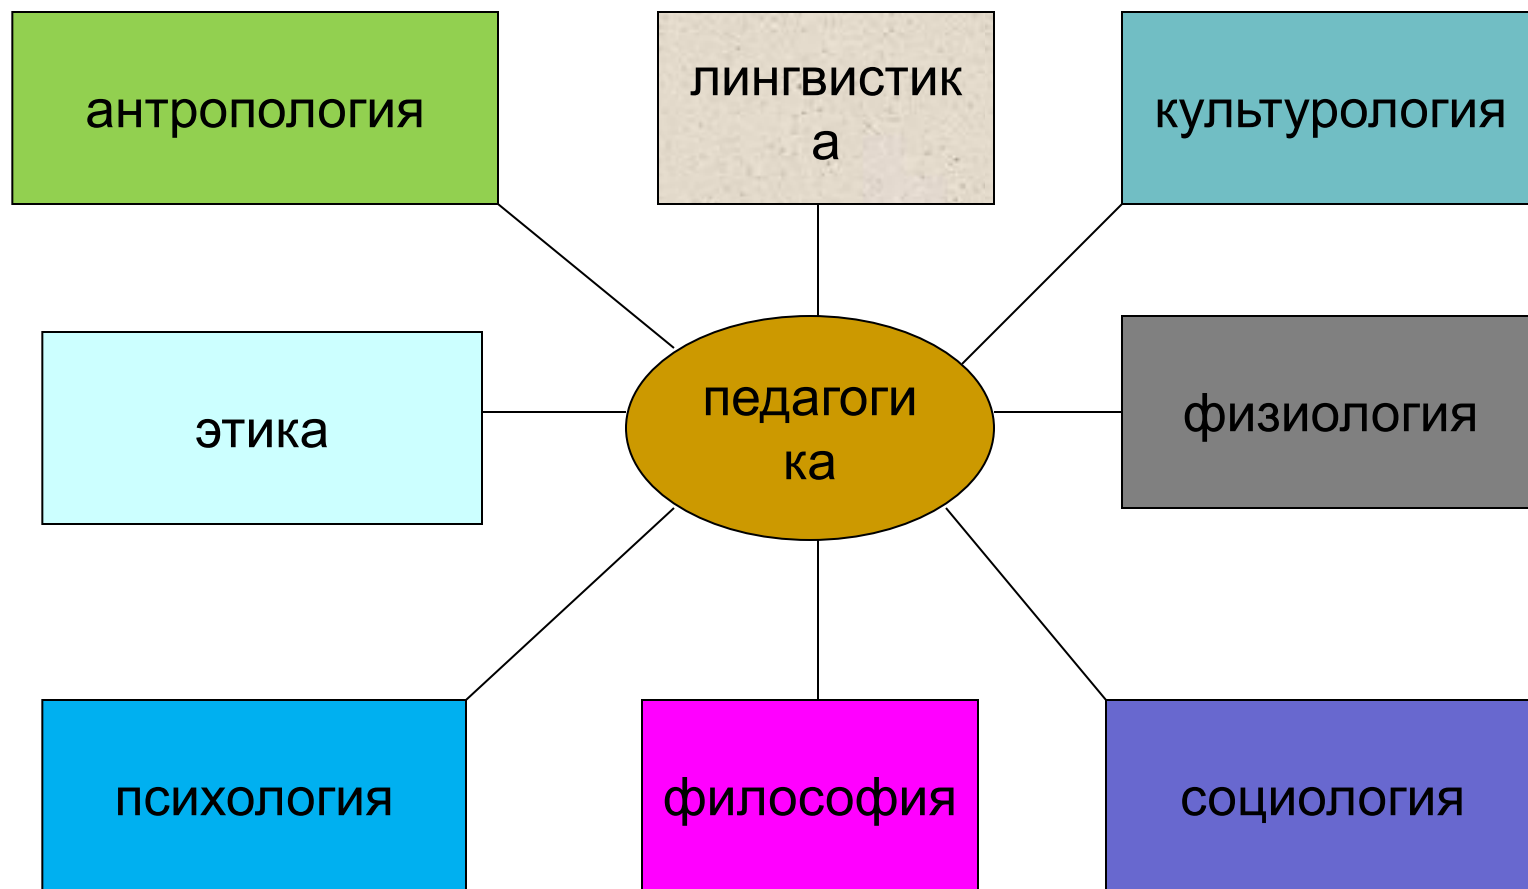 антропология
лингвистик
а
культурология
этика
педагоги
ка
физиология
психология
философия
социология